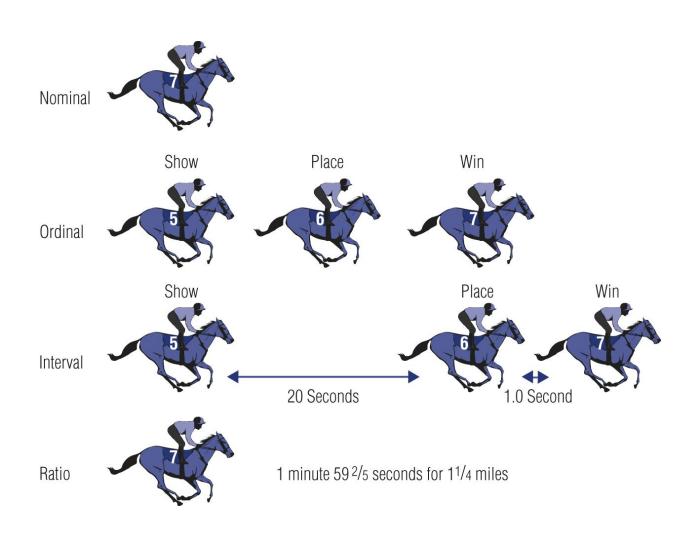 7
Nominal
Show Place Win
5 6 7
Ordinal
Show Place Win
5 6 7
Interval
20 Seconds 1.0 Second
7
Ratio 1 minute 59 2/5 seconds for 1 1/4 miles